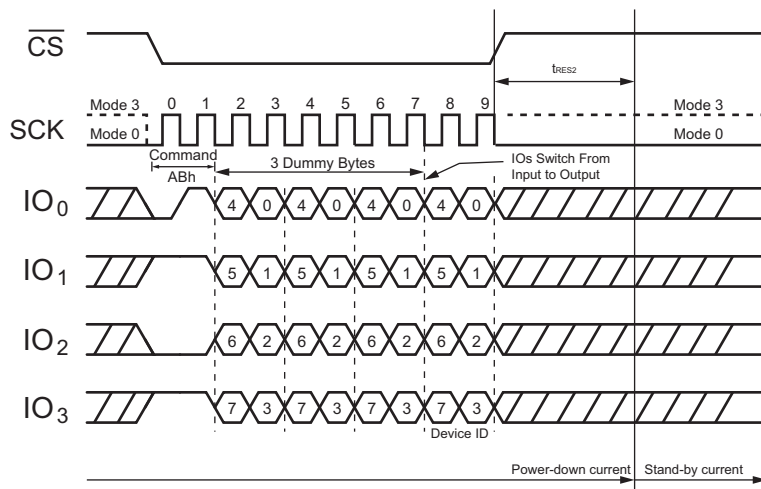 CS
tRES2
Mode 3 0 1 2 3 4 5 6 7 8 9 Mode 3
SCK
Mode 0 Mode 0
Command
ABh
3 Dummy Bytes
IOs Switch From
Input to Output
IO0 4 0 4 0 4 0 4 0
IO1 5 1 5 1 5 1 5 1
IO2 6 2 6 2 6 2 6 2
IO3 7 3 7 3 7 3 7 3
Device ID
Power-down current Stand-by current